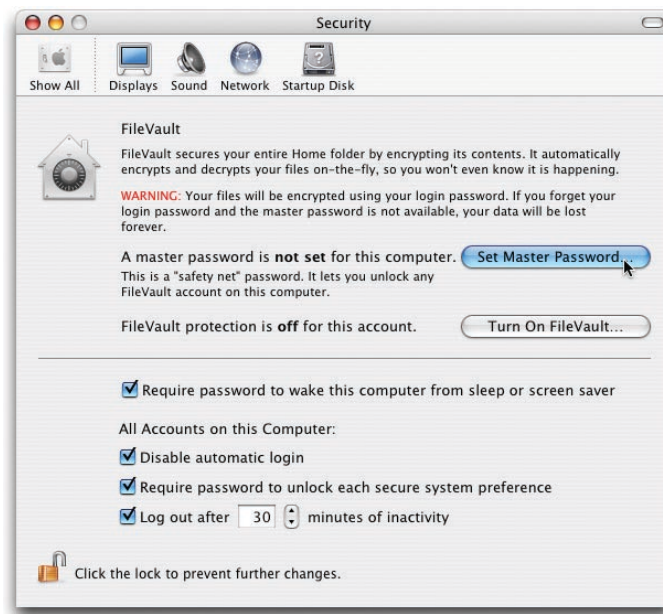 Security
Show All Displays Sound Network Startup Disk
FileVault
FileVault secures your entire Home folder by encrypting its contents. It automatically
encrypts and decrypts your files on-the-fly, so you won't even know it is happening.
WARNING: Your files will be encrypted using your login password. If you forget your
login password and the master password is not available, your data will be lost
forever.
A master password is not set for this computer. Set Master Password...
This is a "safety net" password. It lets you unlock any
FileVault account on this computer.
FileVault protection is off for this account. Turn On FileVault...
Require password to wake this computer from sleep or screen saver
All Accounts on this Computer:
Disable automatic login
Require password to unlock each secure system preference
Log out after 30 minutes of inactivity
Click the lock to prevent further changes.